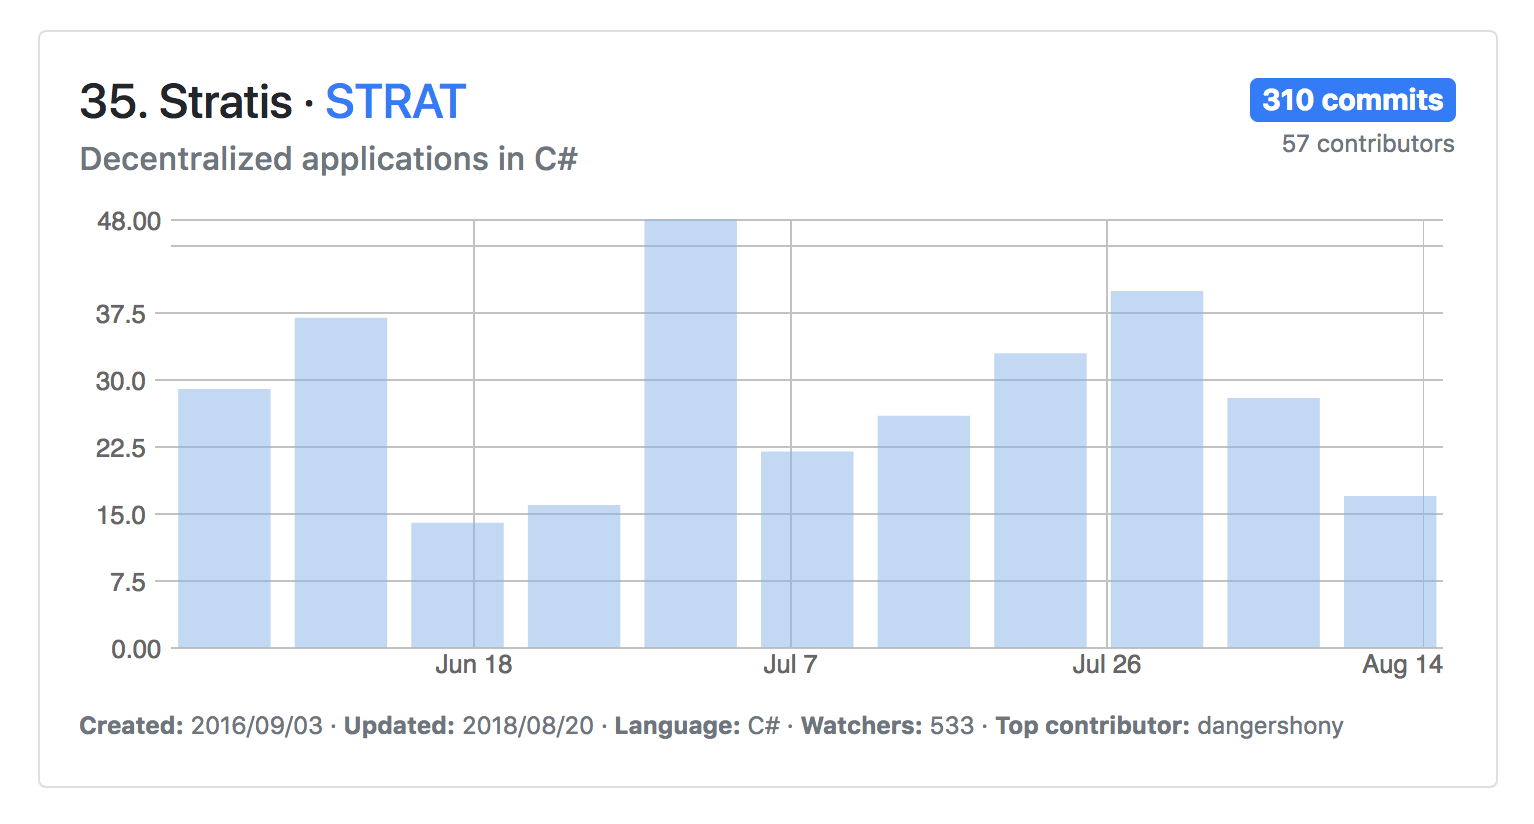 35. Stratis · STRAT
310 commits
Decentralized applications in C#
57 contributors
48.00
37.5
30.0
22.5
15.0
7.5
0.00
Jun 18 Jul 7 Jul 26 Aug 14
Created: 2016/09/03 · Updated: 2018/08/20 · Language: C# · Watchers: 533 · Top contributor: dangershony